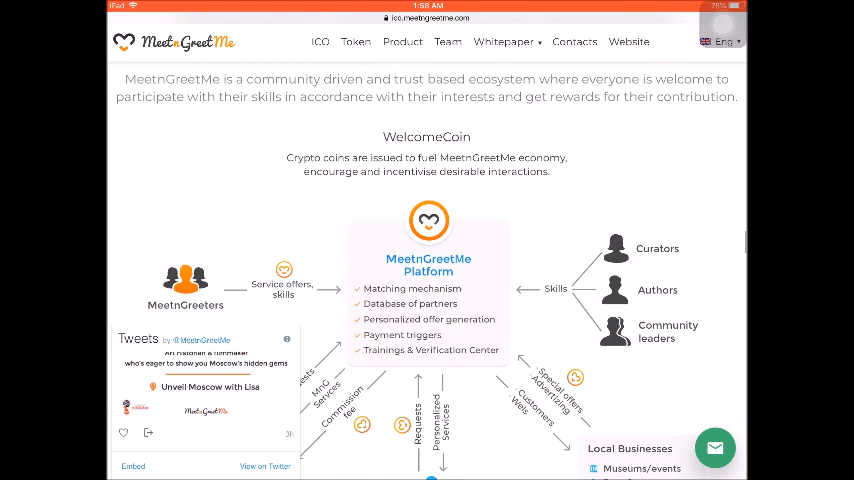 iPad 1:58 AM 75%
ico.meetngreetme.com
MeetnGreetMe ICO Token Product Team Whitepaper Contacts Website Eng
MeetnGreetMe is a community driven and trust based ecosystem where everyone is welcome to
participate with their skills in accordance with their interests and get rewards for their contribution.
WelcomeCoin
Crypto coins are issued to fuel MeetnGreetMe economy,
encourage and incentivise desirable interactions.
MeetnGreetMe
Platform
Matching mechanism
Database of partners
Personalized offer generation
Payment triggers
Trainings & Verification Center
MeetnGreeters
Service offers,
skills
Skills
Curators
Authors
Community
leaders
Tweets by @MeetnGreetMe
Art historian & filmmaker
who's eager to show you Moscow's hidden gems
Unveil Moscow with Lisa
MeetnGreetMe
3h
Embed View on Twitter
MnG
Services
Commission
fee
Requests
Personalized
Services
- Special offers
- Advertizing
- Customers
- Wels
Local Businesses
Museums/events